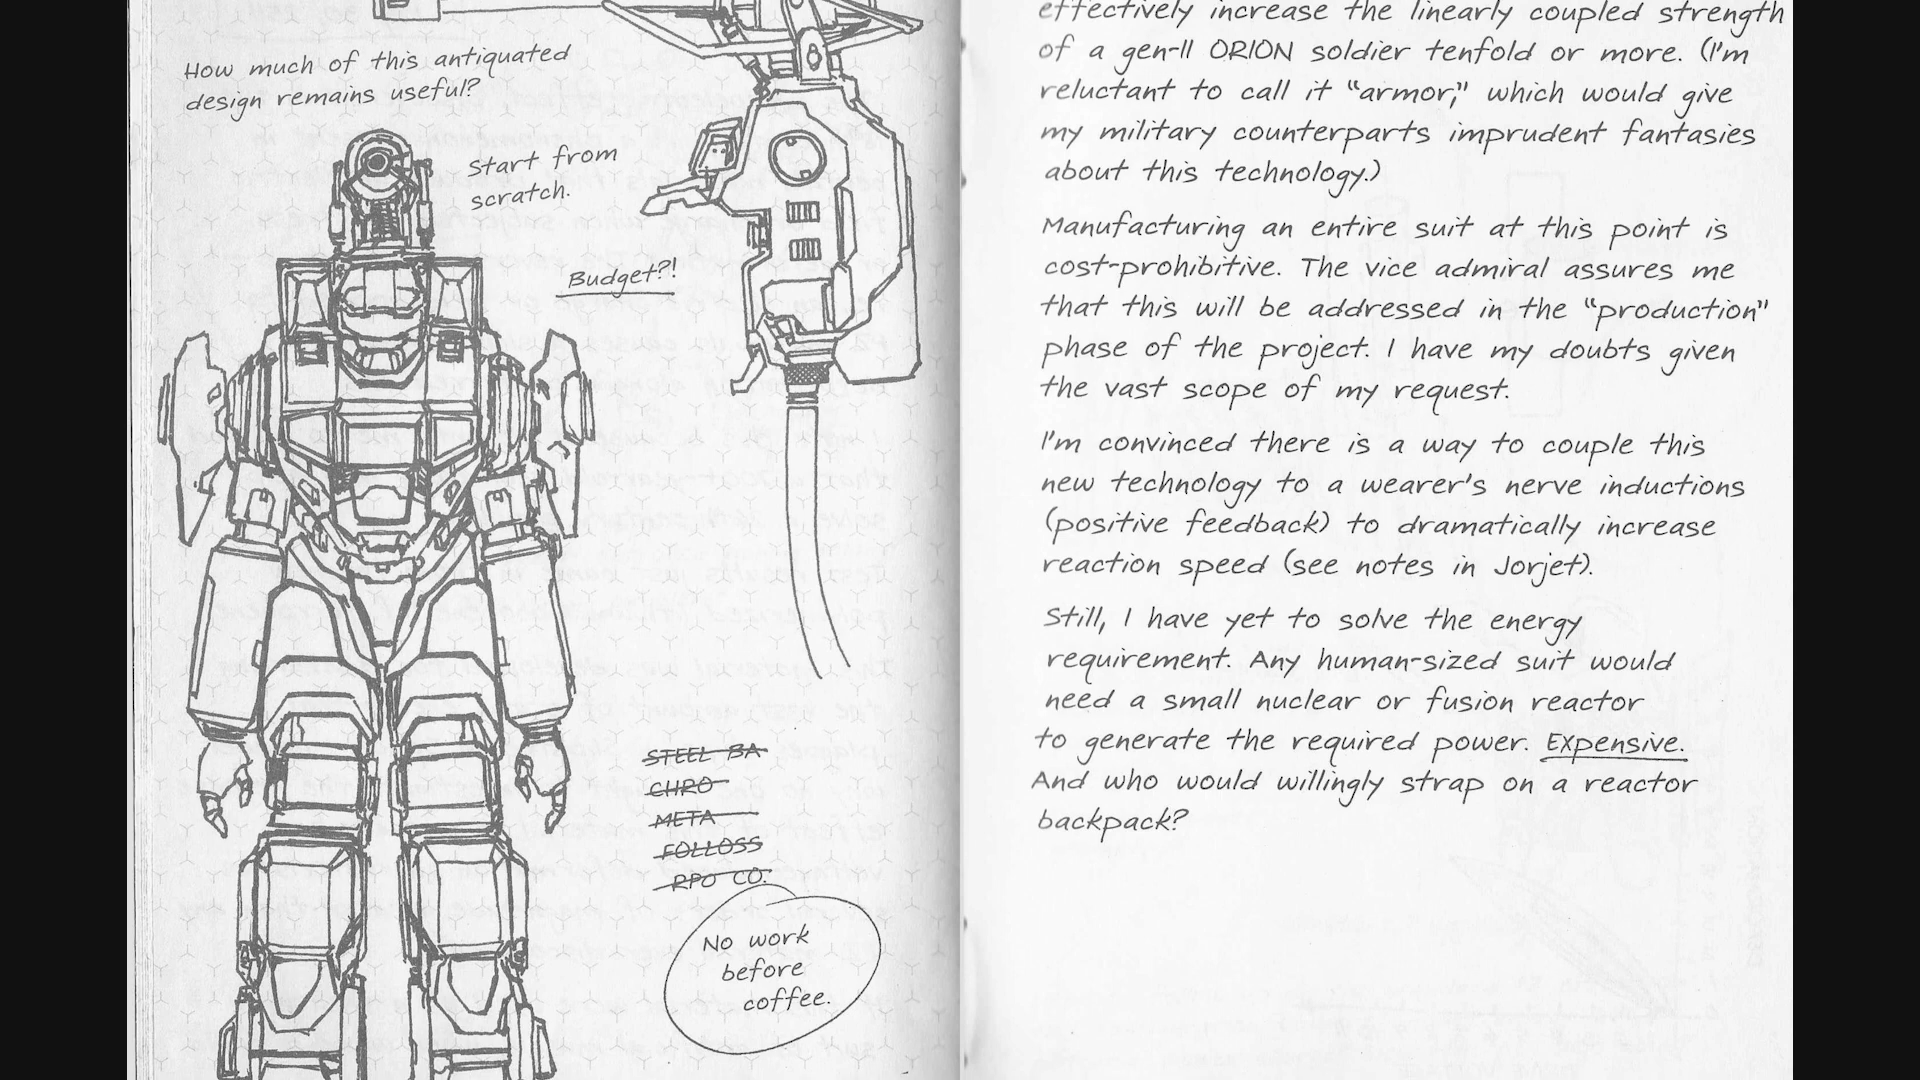 How much of this antiquated
design remains useful?
Start from
scratch.
Budget?!
STEEL BA
CHRO
META
FOLLOSS
RPO CO.
No work
before
coffee.
effectively increase the linearly coupled strength
of a gen-II ORION soldier tenfold or more. (I'm
reluctant to call it "armor," which would give
my military counterparts imprudent fantasies
about this technology.)
Manufacturing an entire suit at this point is
cost-prohibitive. The vice admiral assures me
that this will be addressed in the "production"
phase of the project. I have my doubts given
the vast scope of my request.
I'm convinced there is a way to couple this
new technology to a wearer's nerve inductions
(positive feedback) to dramatically increase
reaction speed (see notes in Jorjet).
Still, I have yet to solve the energy
requirement. Any human-sized suit would
need a small nuclear or fusion reactor
to generate the required power. Expensive.
And who would willingly strap on a reactor
backpack?